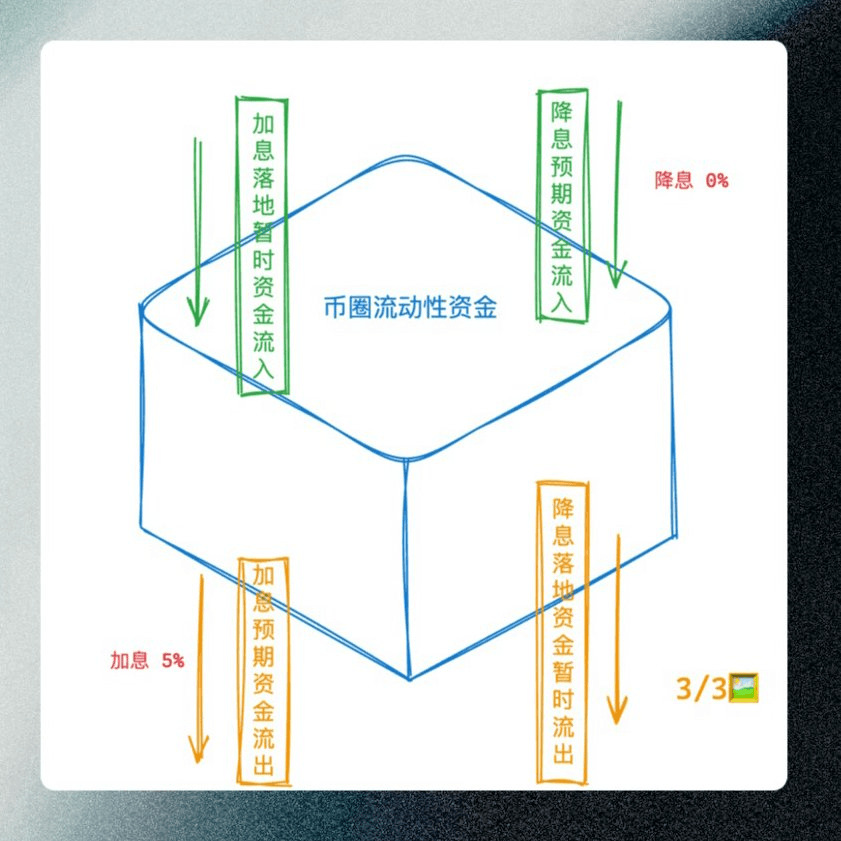 加息落地暂时资金流入
降息预期资金流入
降息 0%
币圈流动性资金
加息 5%
加息预期资金流出
降息落地资金暂时流出
3/3